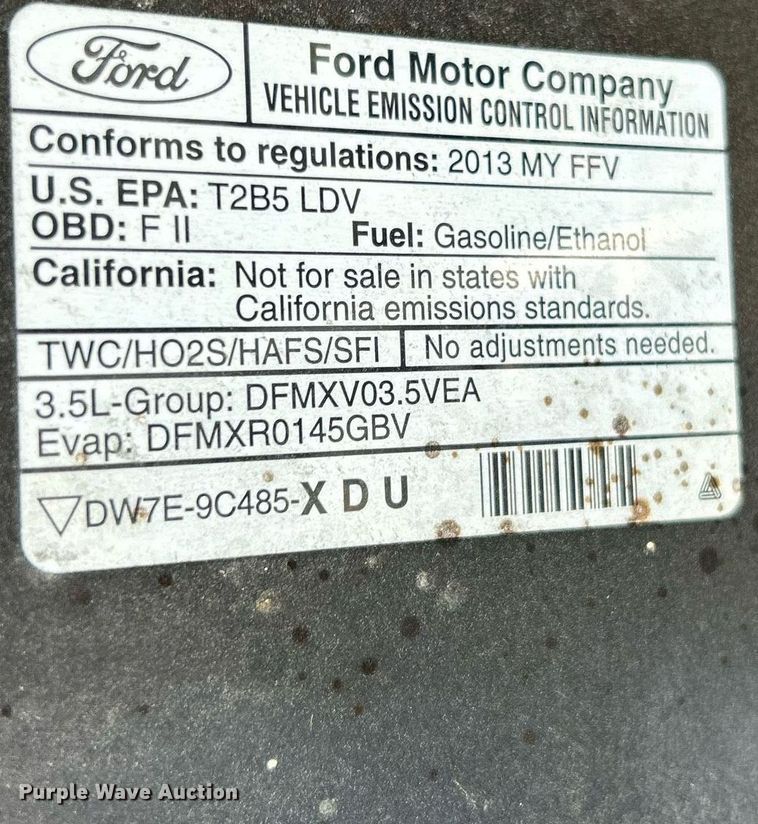 Ford
Ford Motor Company
VEHICLE EMISSION CONTROL INFORMATION
Conforms to regulations: 2013 MY FFV
U.S. EPA: T2B5 LDV
OBD: F II Fuel: Gasoline/Ethanol
California: Not for sale in states with
California emissions standards.
TWC/HO2S/HAFS/SFI No adjustments needed.
3.5L-Group: DFMXV03.5VEA
Evap: DFMXR0145GBV
DW7E-9C485-X D U
Purple Wave Auction